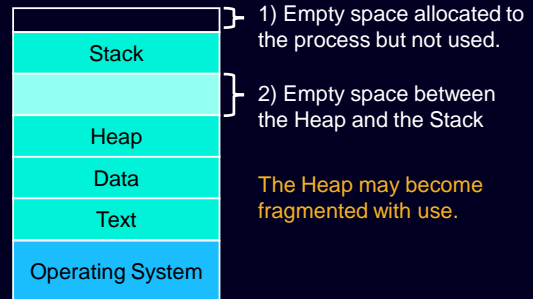 1) Empty space allocated to
the process but not used.
Stack
2) Empty space between
the Heap and the Stack
Heap
Data
The Heap may become
fragmented with use.
Text
Operating System